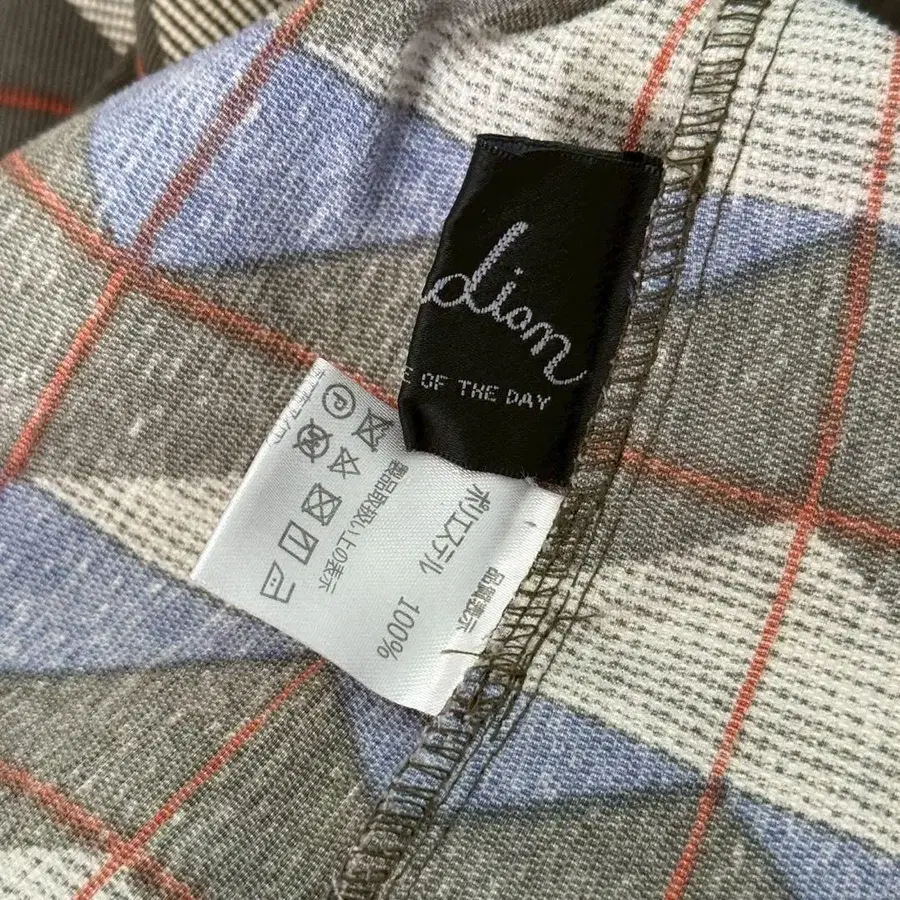 dion
OF THE DAY
品質表示
ポリエステル 100%
製品取扱い上の表示